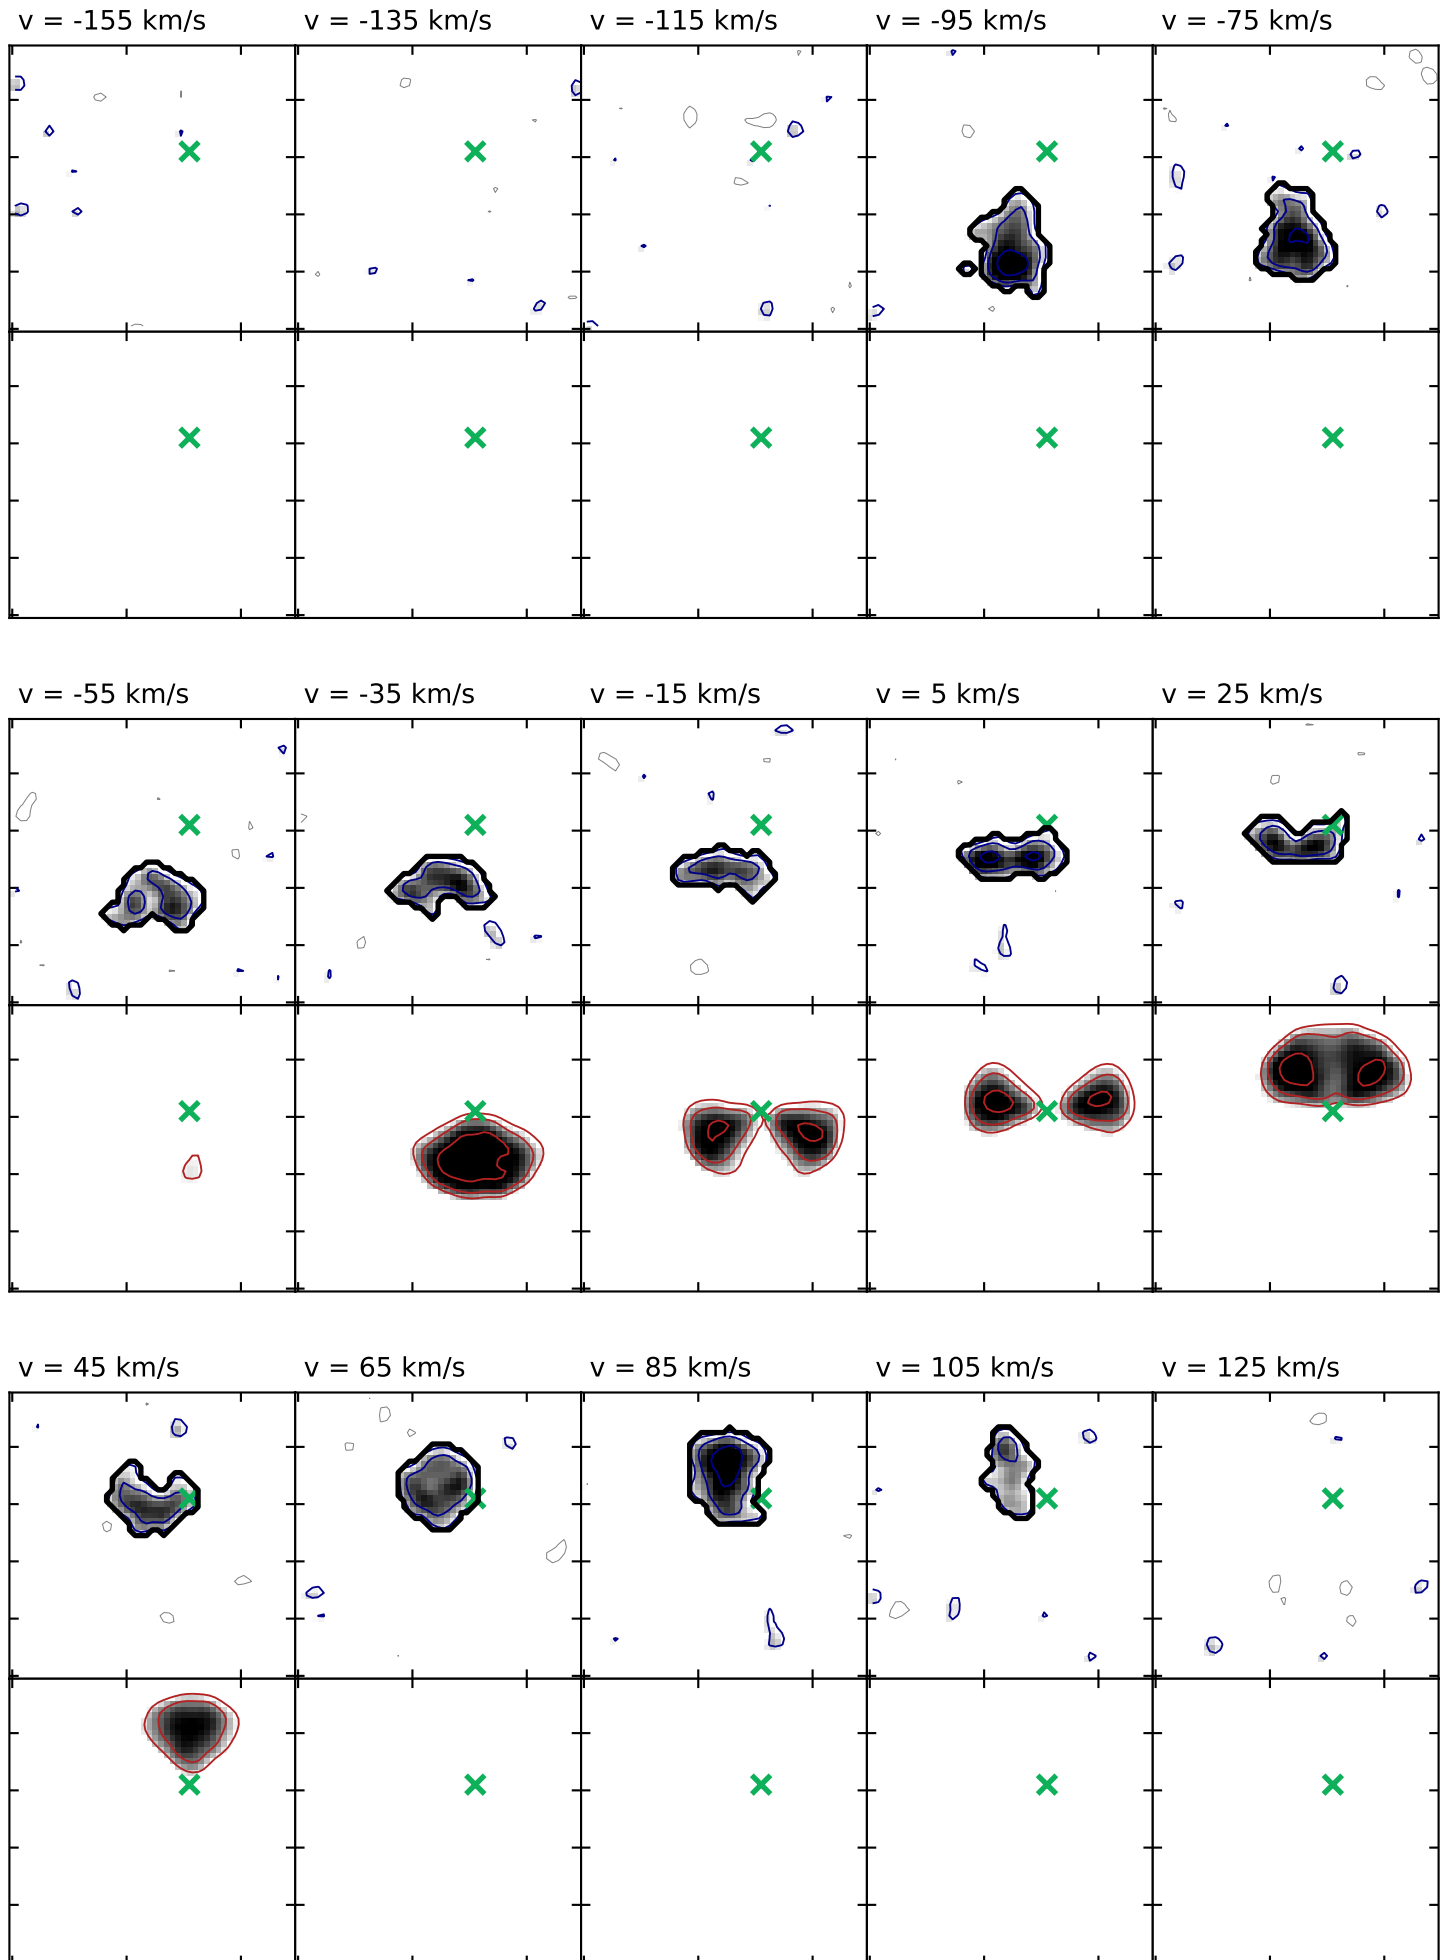 v = -155 km/s v = -135 km/s v = -115 km/s v = -95 km/s v = -75 km/s
v = -55 km/s v = -35 km/s v = -15 km/s v = 5 km/s v = 25 km/s
v = 45 km/s v = 65 km/s v = 85 km/s v = 105 km/s v = 125 km/s